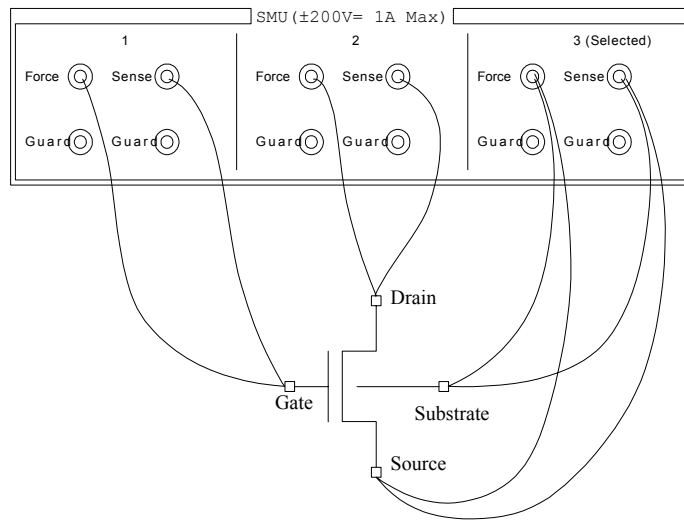 SMU(±200V= 1A Max)
1
2
3 (Selected)
Force
Sense
Force
Sense
Force
Sense
Guard
Guard
Guard
Guard
Guard
Guard
Drain
Gate
Substrate
Source